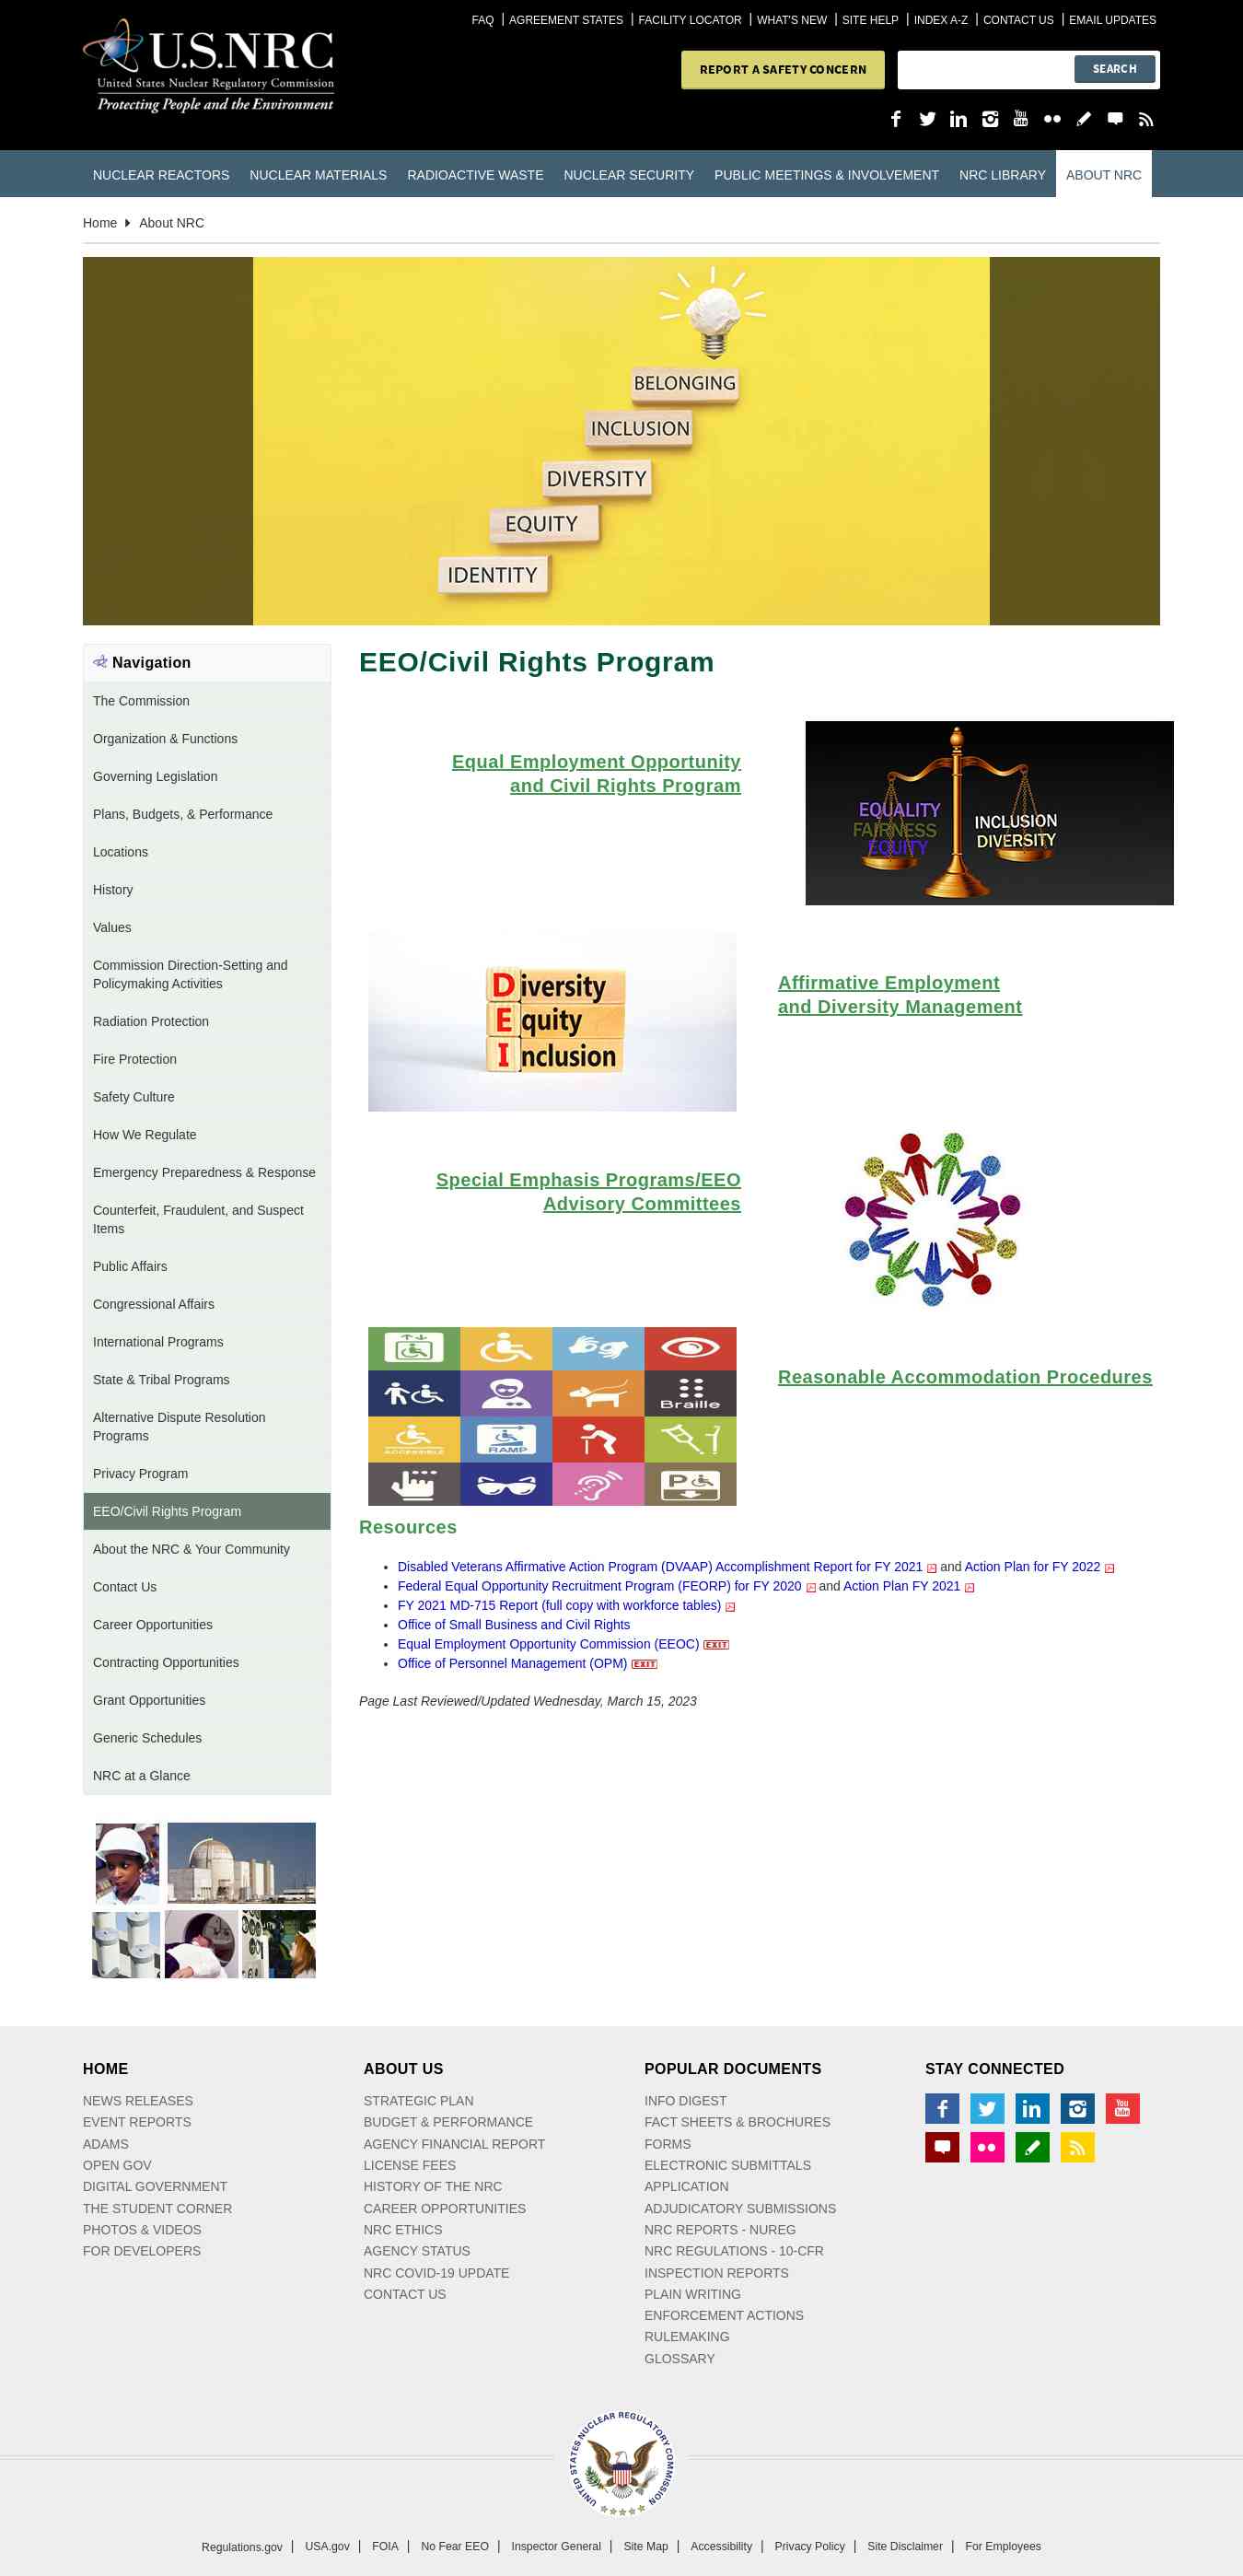 FAQ | AGREEMENT STATES | FACILITY LOCATOR | WHAT'S NEW | SITE HELP | INDEX A-Z | CONTACT US | EMAIL UPDATES
U.S.NRC
United States Nuclear Regulatory Commission
Protecting People and the Environment
REPORT A SAFETY CONCERN
SEARCH
NUCLEAR REACTORS NUCLEAR MATERIALS RADIOACTIVE WASTE NUCLEAR SECURITY PUBLIC MEETINGS & INVOLVEMENT NRC LIBRARY ABOUT NRC
Home About NRC
BELONGING
INCLUSION
DIVERSITY
EQUITY
IDENTITY
Navigation
The Commission
Organization & Functions
Governing Legislation
Plans, Budgets, & Performance
Locations
History
Values
Commission Direction-Setting and
Policymaking Activities
Radiation Protection
Fire Protection
Safety Culture
How We Regulate
Emergency Preparedness & Response
Counterfeit, Fraudulent, and Suspect
Items
Public Affairs
Congressional Affairs
International Programs
State & Tribal Programs
Alternative Dispute Resolution
Programs
Privacy Program
EEO/Civil Rights Program
About the NRC & Your Community
Contact Us
Career Opportunities
Contracting Opportunities
Grant Opportunities
Generic Schedules
NRC at a Glance
EEO/Civil Rights Program
Equal Employment Opportunity
and Civil Rights Program
EQUALITY
FAIRNESS
EQUITY
INCLUSION
DIVERSITY
Diversity
Equity
Inclusion
Affirmative Employment
and Diversity Management
Special Emphasis Programs/EEO
Advisory Committees
Braille
ACCESSIBLE
RAMP
P
Reasonable Accommodation Procedures
Resources
Disabled Veterans Affirmative Action Program (DVAAP) Accomplishment Report for FY 2021 and Action Plan for FY 2022
Federal Equal Opportunity Recruitment Program (FEORP) for FY 2020 and Action Plan FY 2021
FY 2021 MD-715 Report (full copy with workforce tables)
Office of Small Business and Civil Rights
Equal Employment Opportunity Commission (EEOC) EXIT
Office of Personnel Management (OPM) EXIT
Page Last Reviewed/Updated Wednesday, March 15, 2023
HOME
NEWS RELEASES
EVENT REPORTS
ADAMS
OPEN GOV
DIGITAL GOVERNMENT
THE STUDENT CORNER
PHOTOS & VIDEOS
FOR DEVELOPERS
ABOUT US
STRATEGIC PLAN
BUDGET & PERFORMANCE
AGENCY FINANCIAL REPORT
LICENSE FEES
HISTORY OF THE NRC
CAREER OPPORTUNITIES
NRC ETHICS
AGENCY STATUS
NRC COVID-19 UPDATE
CONTACT US
POPULAR DOCUMENTS
INFO DIGEST
FACT SHEETS & BROCHURES
FORMS
ELECTRONIC SUBMITTALS
APPLICATION
ADJUDICATORY SUBMISSIONS
NRC REPORTS - NUREG
NRC REGULATIONS - 10-CFR
INSPECTION REPORTS
PLAIN WRITING
ENFORCEMENT ACTIONS
RULEMAKING
GLOSSARY
STAY CONNECTED
You Tube
UNITED STATES NUCLEAR REGULATORY COMMISSION
Regulations.gov | USA.gov | FOIA | No Fear EEO | Inspector General | Site Map | Accessibility | Privacy Policy | Site Disclaimer | For Employees